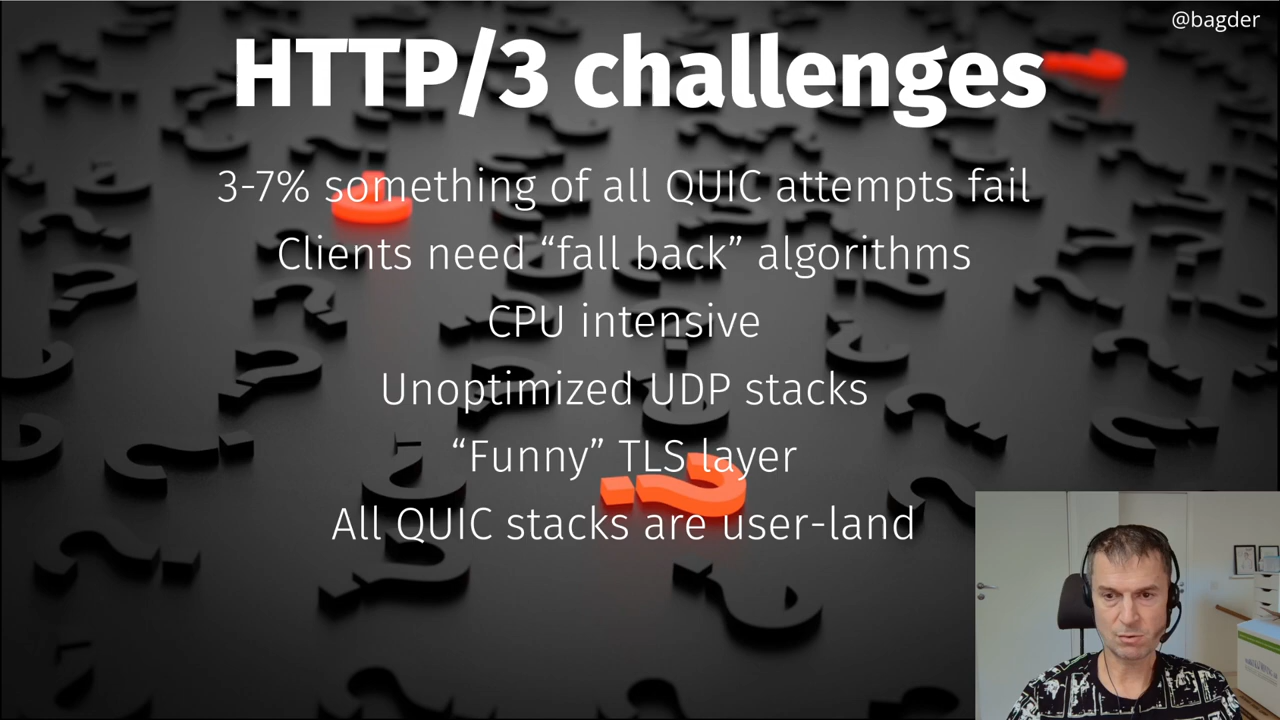 @bagder
HTTP/3 challenges
3-7% something of all QUIC attempts fail
Clients need “fall back” algorithms
CPU intensive
Unoptimized UDP stacks
“Funny” TLS layer
All QUIC stacks are user-land